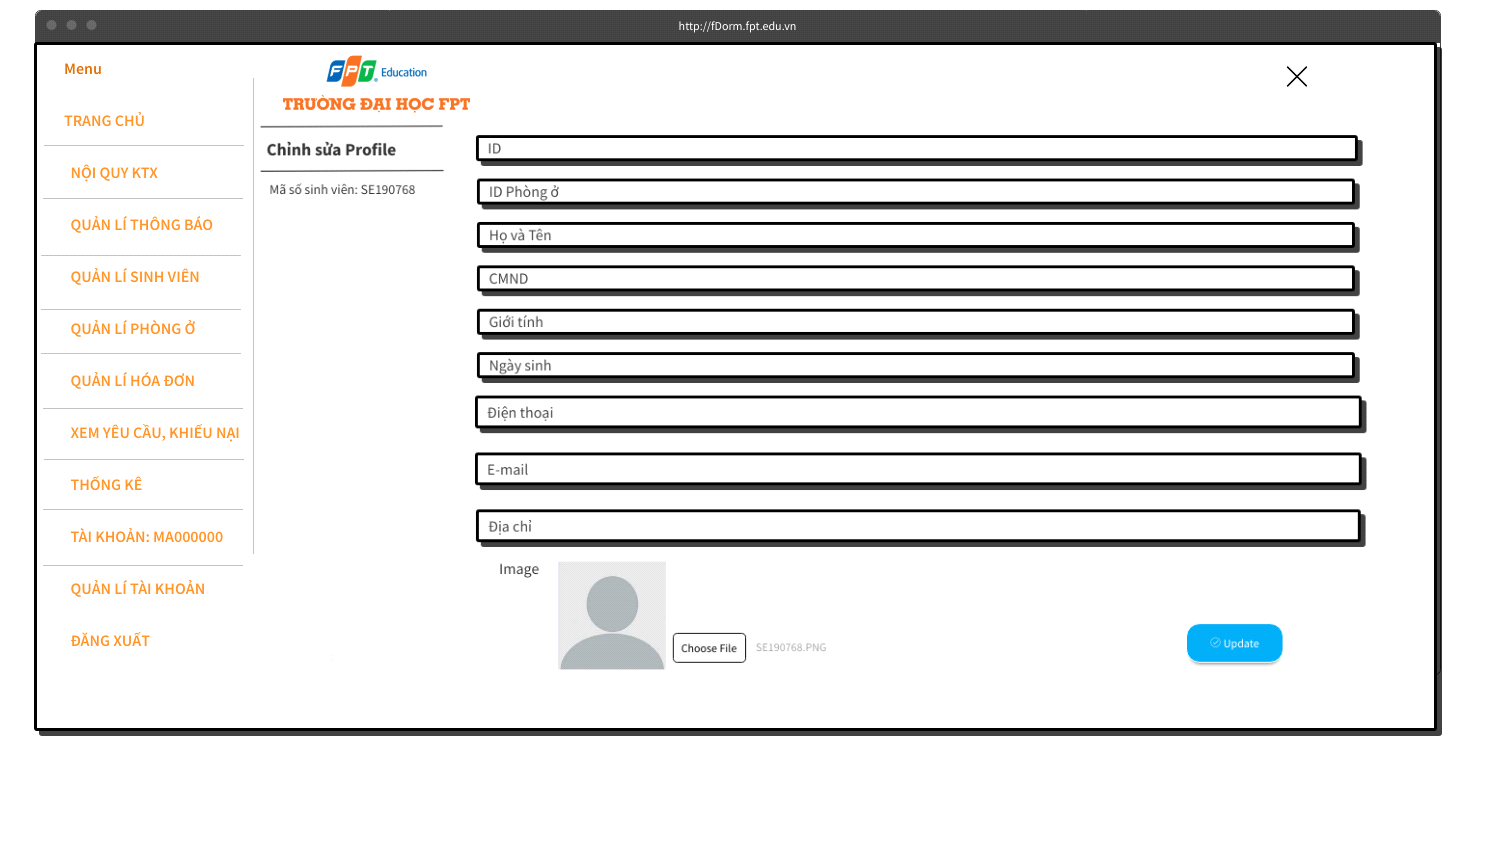 http://fDorm.fpt.edu.vn
Menu
TRANG CHỦ
NỘI QUY KTX
QUẢN LÍ THÔNG BÁO
QUẢN LÍ SINH VIÊN
QUẢN LÍ PHÒNG Ở
QUẢN LÍ HÓA ĐƠN
XEM YÊU CẦU, KHIẾU NẠI
THỐNG KÊ
TÀI KHOẢN: MA000000
QUẢN LÍ TÀI KHOẢN
ĐĂNG XUẤT
FPT Education
TRƯỜNG ĐẠI HỌC FPT
Chỉnh sửa Profile
Mã số sinh viên: SE190768
ID
ID Phòng ở
Họ và Tên
CMND
Giới tính
Ngày sinh
Điện thoại
E-mail
Địa chỉ
Image
Choose File SE190768.PNG
Update